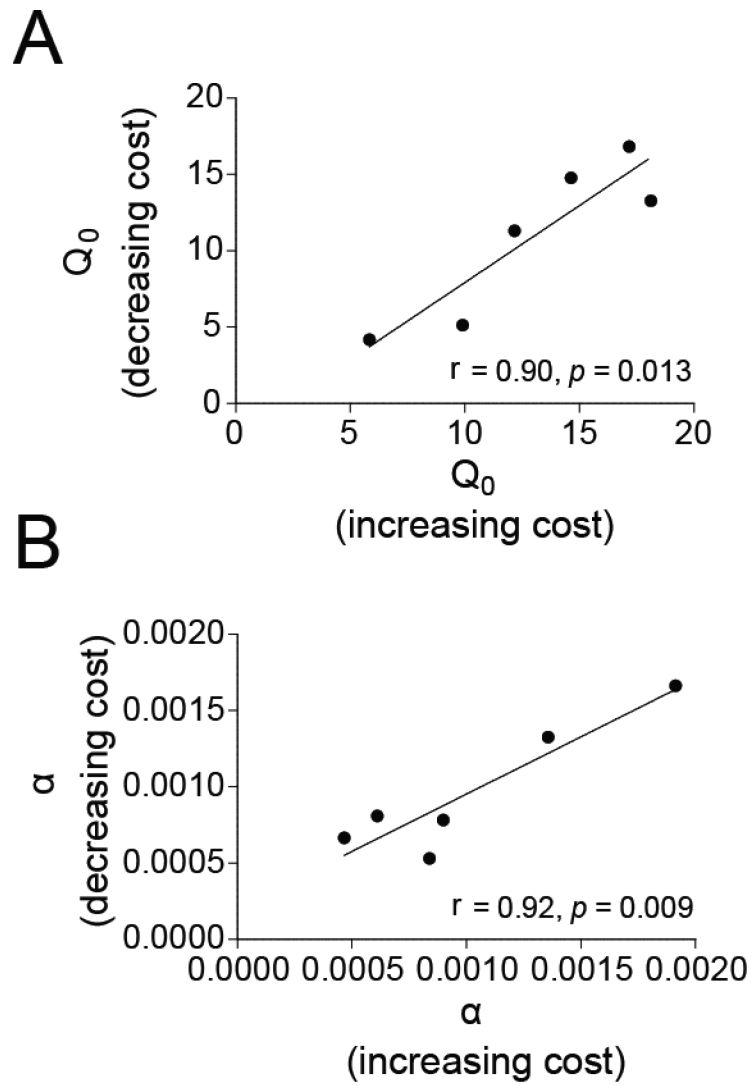 A
20
15
10
5
0
Q₀
(decreasing cost)
r = 0.90, p = 0.013
0 5 10 15 20
Q₀
(increasing cost)
B
0.0020
0.0015
0.0010
0.0005
0.0000
α
(decreasing cost)
r = 0.92, p = 0.009
0.0000 0.0005 0.0010 0.0015 0.0020
α
(increasing cost)